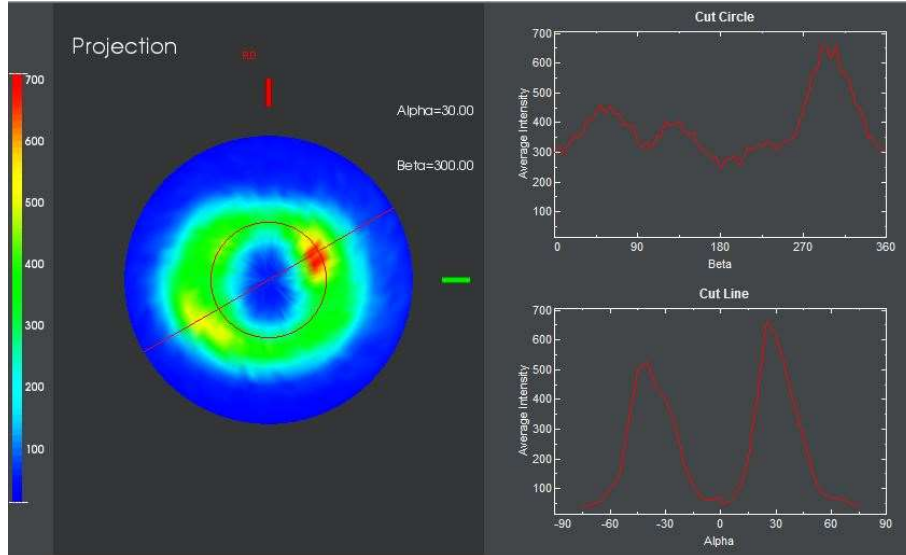 Projection
RD
700
600
500
400
300
200
100
Alpha=30.00
Beta=300.00
Cut Circle
Average Intensity
700
600
500
400
300
200
100
0 90 180 270 360
Beta
Cut Line
Average Intensity
700
600
500
400
300
200
100
-90 -60 -30 0 30 60 90
Alpha